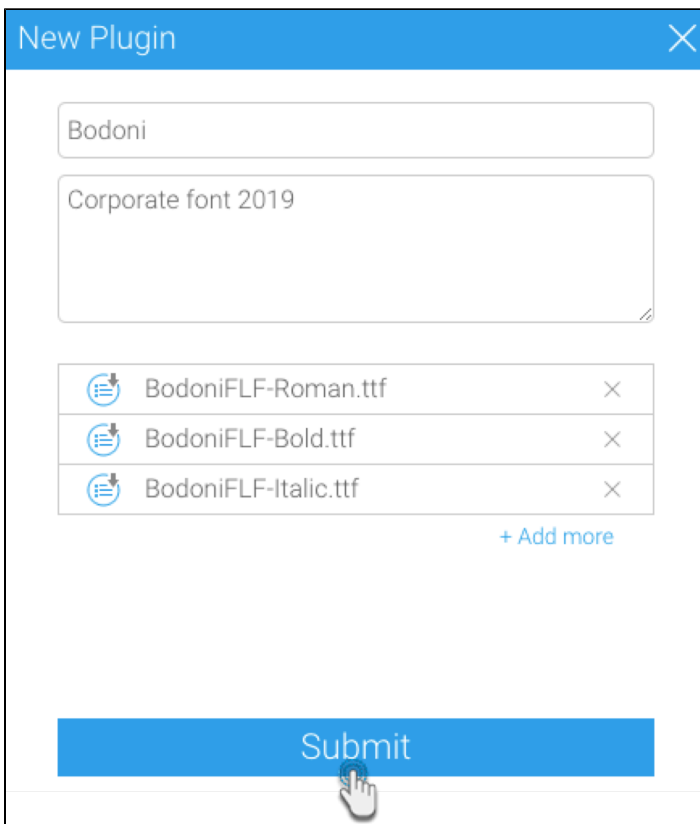 New Plugin
Bodoni
Corporate font 2019
BodoniFLF-Roman.ttf
BodoniFLF-Bold.ttf
BodoniFLF-Italic.ttf
+ Add more
Submit